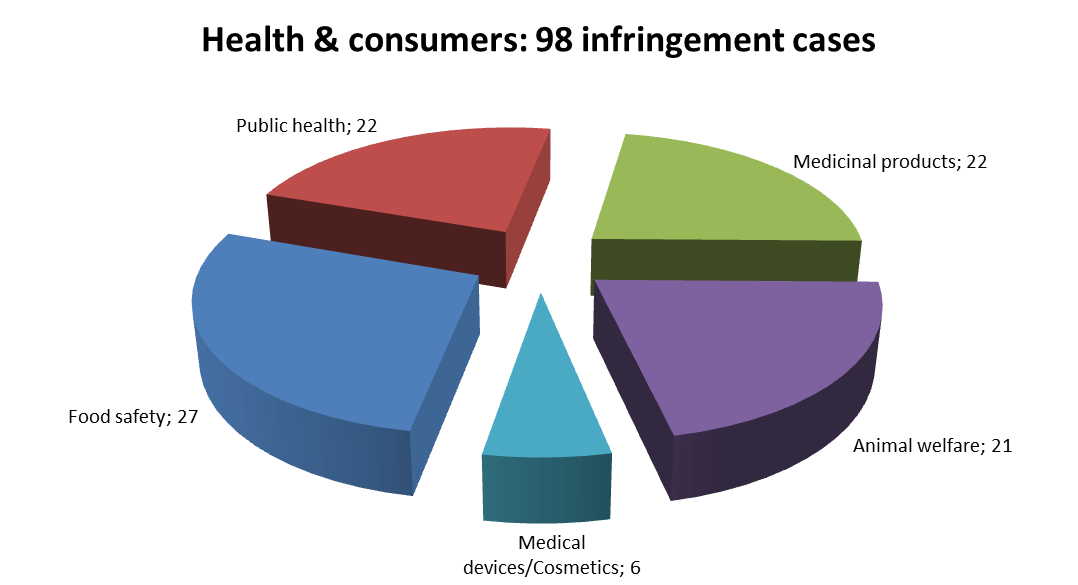 Health & consumers: 98 infringement cases
Public health; 22
Medicinal products; 22
Food safety; 27
Animal welfare; 21
Medical
devices/Cosmetics; 6